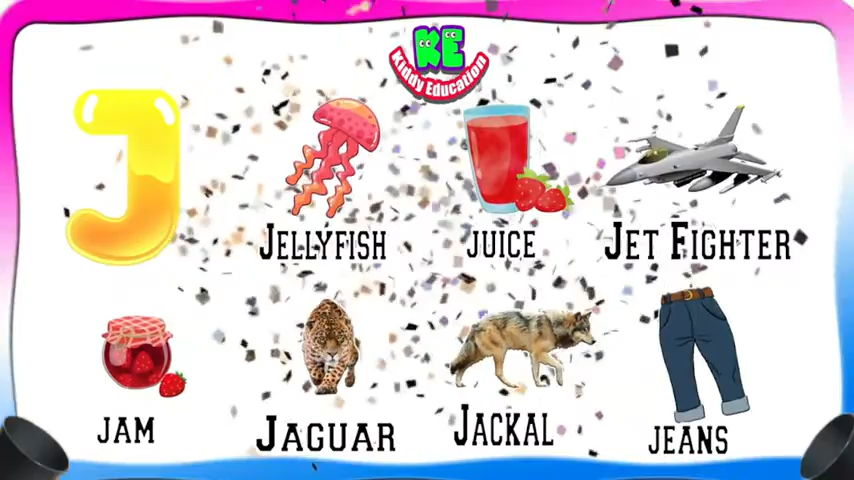 KE
Kiddy Education
J
JELLYFISH
JUICE
JET FIGHTER
JAM
JAGUAR
JACKAL
JEANS